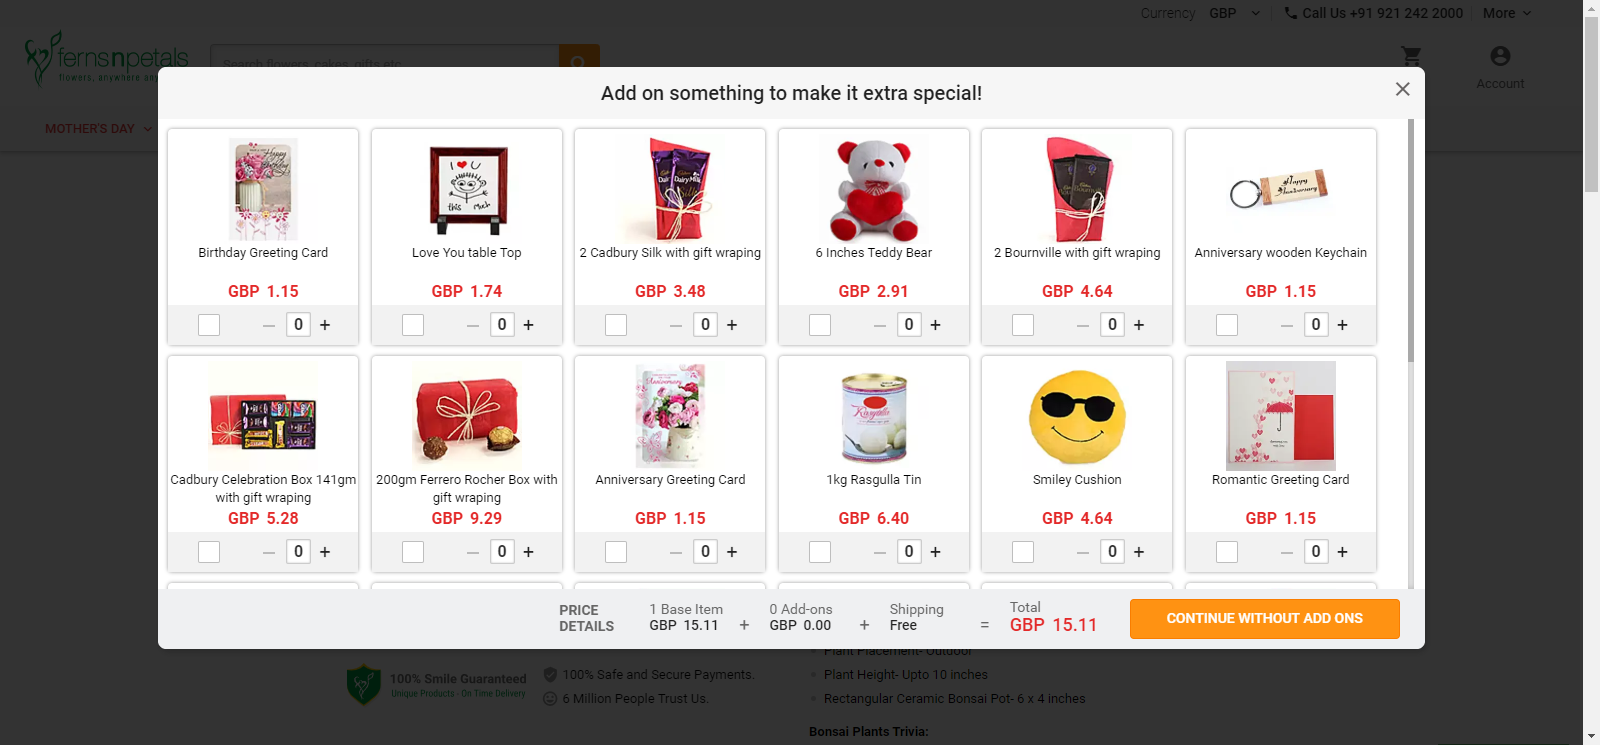 Currency GBP Call Us +91 921 242 2000 More
fernsnpetals
flowers, anywhere
Search flowers, cakes, gifts etc
Account
MOTHER'S DAY
Add on something to make it extra special!
Birthday Greeting Card
GBP 1.15
0 +
I U
this much
Love You table Top
GBP 1.74
0 +
2 Cadbury Silk with gift wraping
GBP 3.48
0 +
6 Inches Teddy Bear
GBP 2.91
0 +
2 Bournville with gift wraping
GBP 4.64
0 +
Happy
Anniversary
Anniversary wooden Keychain
GBP 1.15
0 +
Cadbury Celebration Box 141gm
with gift wraping
GBP 5.28
0 +
200gm Ferrero Rocher Box with
gift wraping
GBP 9.29
0 +
Anniversary
Anniversary Greeting Card
GBP 1.15
0 +
Rasgulla
1kg Rasgulla Tin
GBP 6.40
0 +
Smiley Cushion
GBP 4.64
0 +
Romantic Greeting Card
GBP 1.15
0 +
PRICE
DETAILS
1 Base Item
GBP 15.11
+
0 Add-ons
GBP 0.00
+
Shipping
Free
=
Total
GBP 15.11
CONTINUE WITHOUT ADD ONS
Plant Placement- Outdoor
100% Smile Guaranteed
Unique Products - On Time Delivery
100% Safe and Secure Payments.
6 Million People Trust Us.
Plant Height- Upto 10 inches
Rectangular Ceramic Bonsai Pot- 6 x 4 inches
Bonsai Plants Trivia: